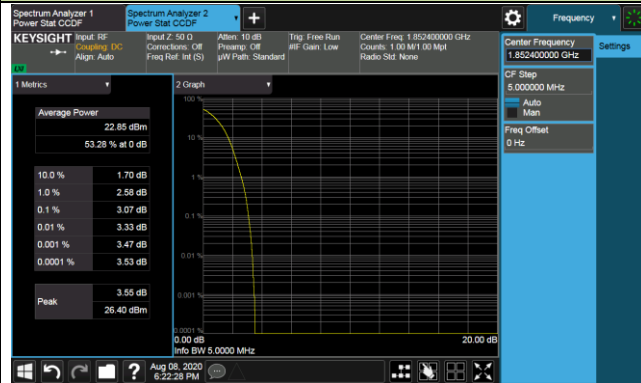 Spectrum Analyzer 1
Power Stat CCDF
Spectrum Analyzer 2
Power Stat CCDF
Frequency
KEYSIGHT
Input: RF
Coupling: DC
Align: Auto
Input Z: 50 Ω
Corrections: Off
Freq Ref: Int (S)
Atten: 10 dB
Preamp: Off
µW Path: Standard
Trig: Free Run
#IF Gain: Low
Center Freq: 1.852400000 GHz
Counts: 1.00 M/1.00 Mpt
Radio Std: None
Center Frequency
1.852400000 GHz
Settings
CF Step
5.000000 MHz
Auto
Man
Freq Offset
0 Hz
1 Metrics
2 Graph
Average Power
22.85 dBm
53.28 % at 0 dB
10.0 % 1.70 dB
1.0 % 2.58 dB
0.1 % 3.07 dB
0.01 % 3.33 dB
0.001 % 3.47 dB
0.0001 % 3.53 dB
Peak
3.55 dB
26.40 dBm
100 %
10 %
1 %
0.1 %
0.01 %
0.001 %
0.0001 %
0.00 dB
20.00 dB
Info BW 5.0000 MHz
Aug 08, 2020
6:22:28 PM